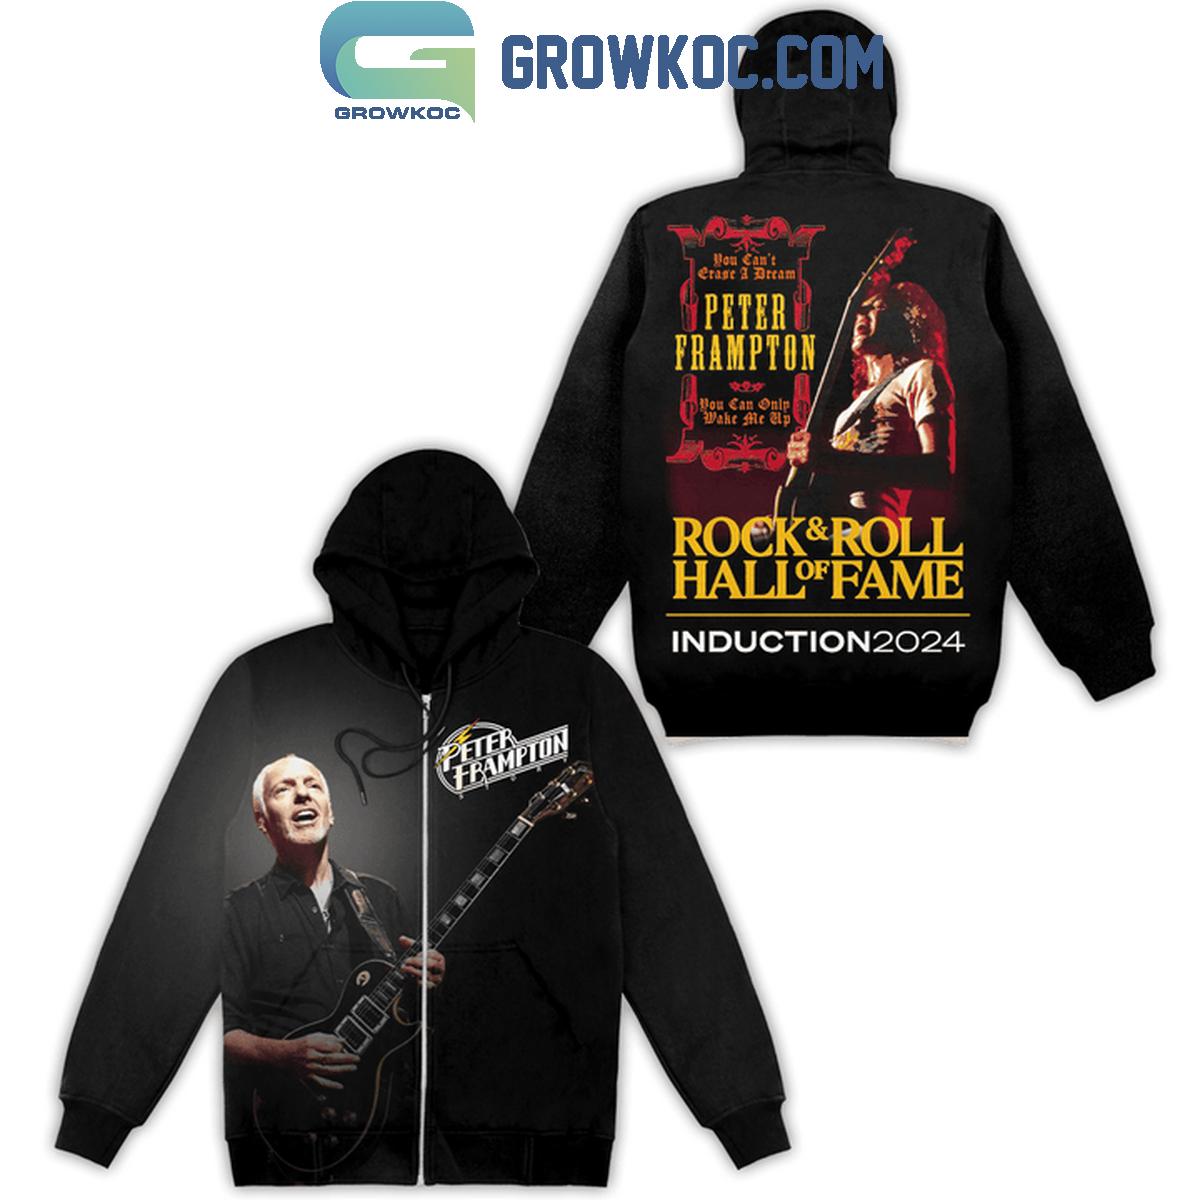 GROWKOC
GROWKOC.COM
You Can't
Erase A Dream
PETER
FRAMPTON
You Can Only
Wake Me Up
ROCK & ROLL
HALL OF FAME
INDUCTION2024
PETER
FRAMPTON